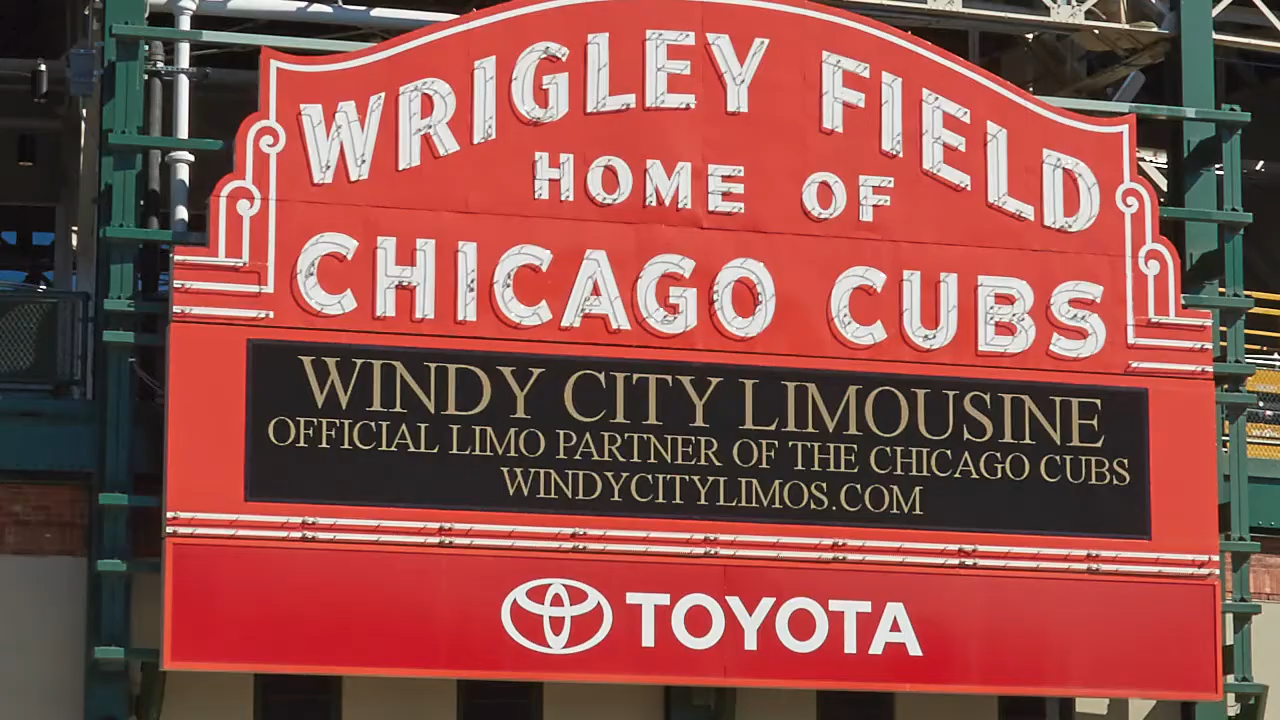 WRIGLEY FIELD
HOME OF
CHICAGO CUBS
WINDY CITY LIMOUSINE
OFFICIAL LIMO PARTNER OF THE CHICAGO CUBS
WINDYCITYLIMOS.COM
TOYOTA